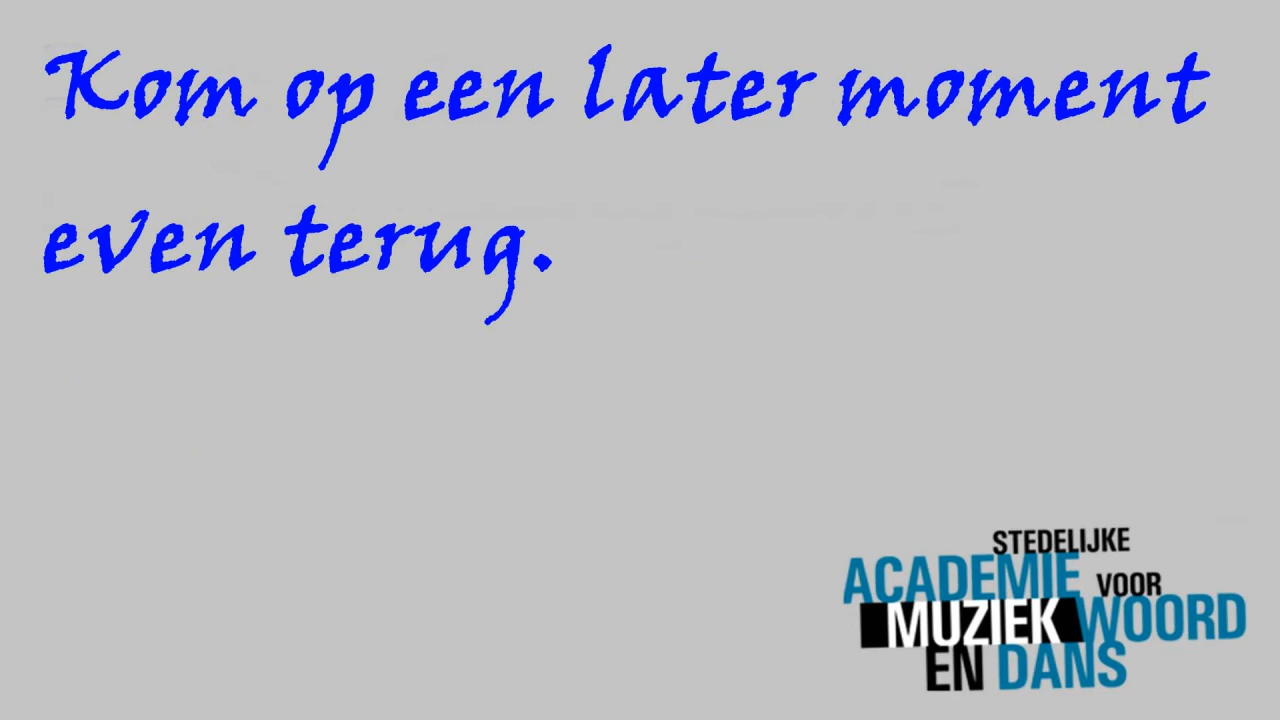 Kom op een later moment
even terug.
STEDELIJKE
ACADEMIE VOOR
MUZIEK WOORD
EN DANS